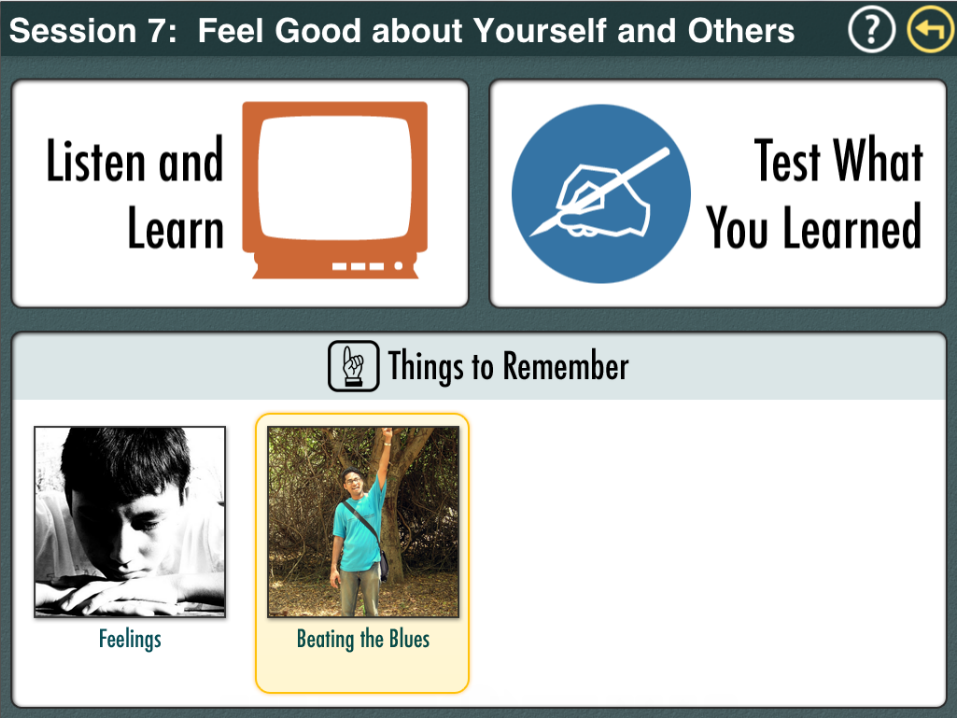 Session 7: Feel Good about Yourself and Others
?
Listen and
Learn
Test What
You Learned
Things to Remember
Feelings
Beating the Blues